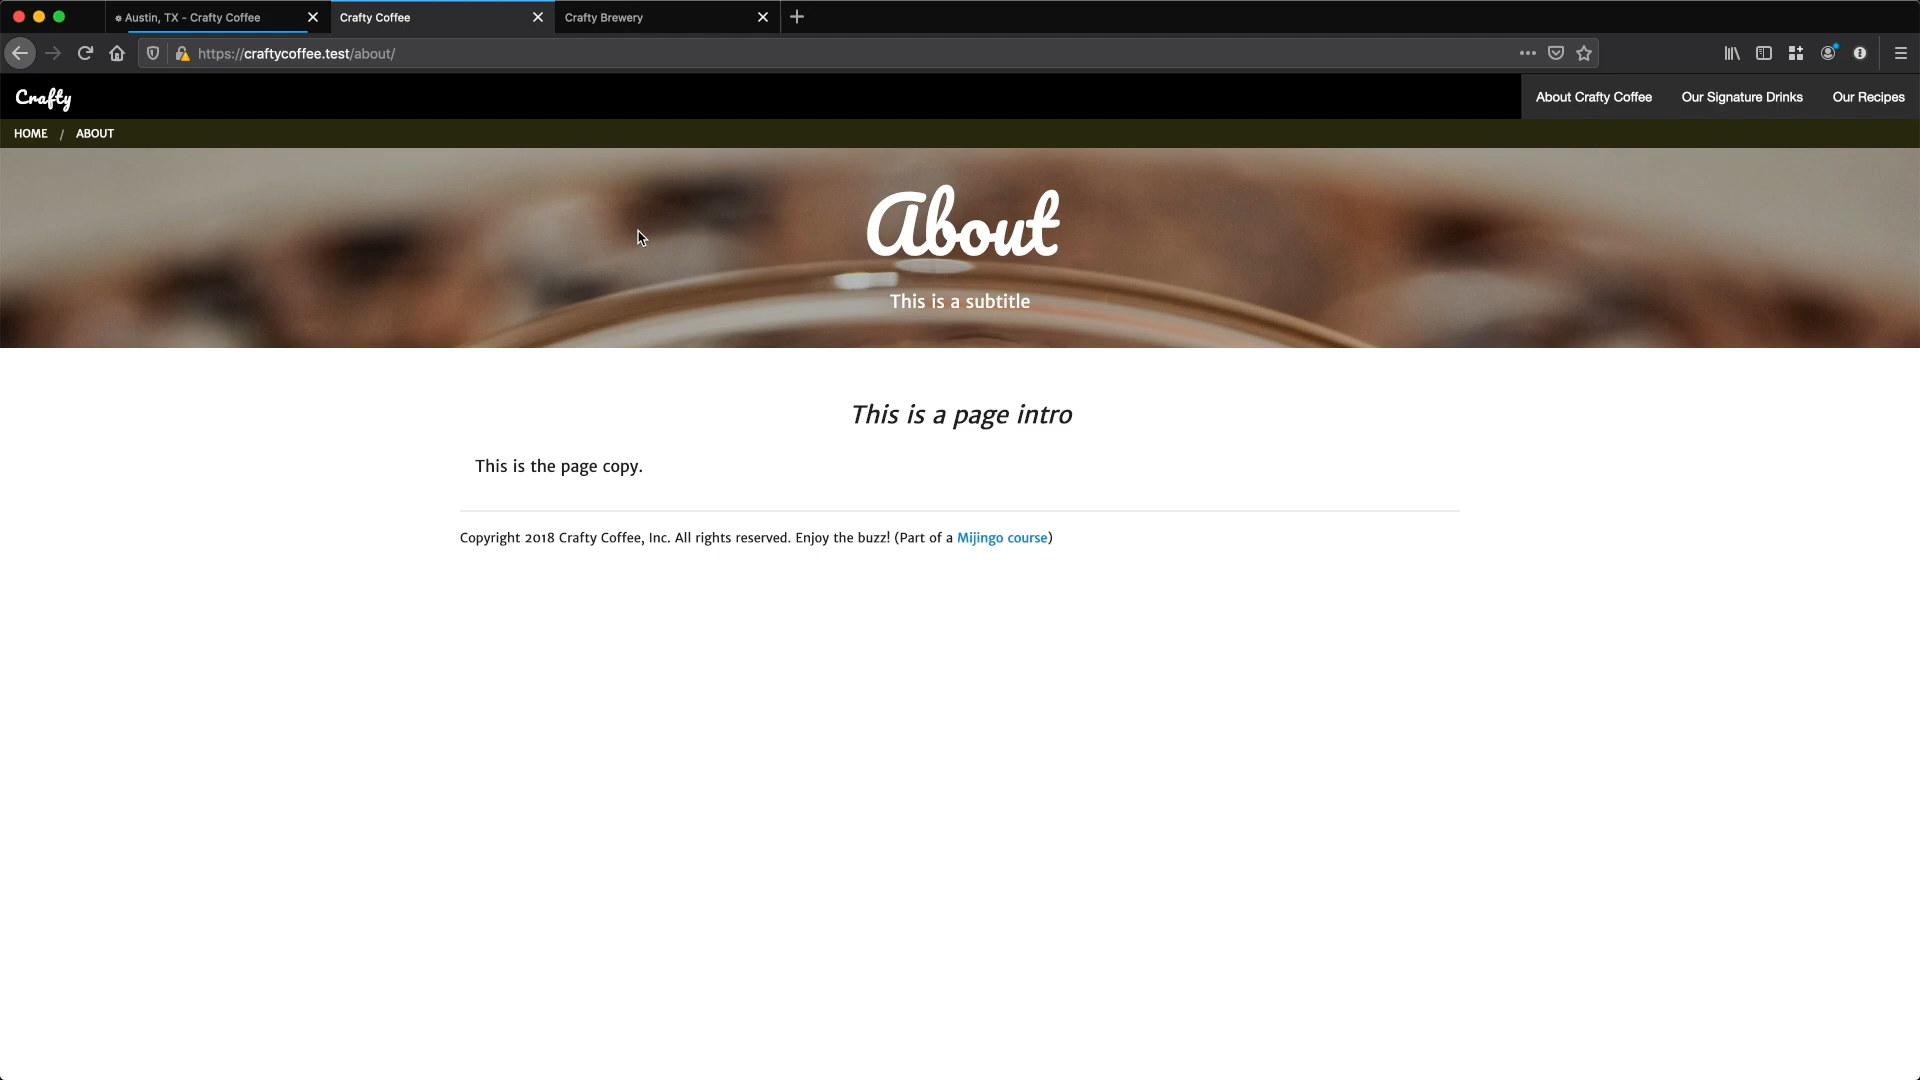 Austin, TX - Crafty Coffee
Crafty Coffee
Crafty Brewery
https://craftycoffee.test/about/
Crafty
About Crafty Coffee
Our Signature Drinks
Our Recipes
HOME / ABOUT
About
This is a subtitle
This is a page intro
This is the page copy.
Copyright 2018 Crafty Coffee, Inc. All rights reserved. Enjoy the buzz! (Part of a Mijingo course)